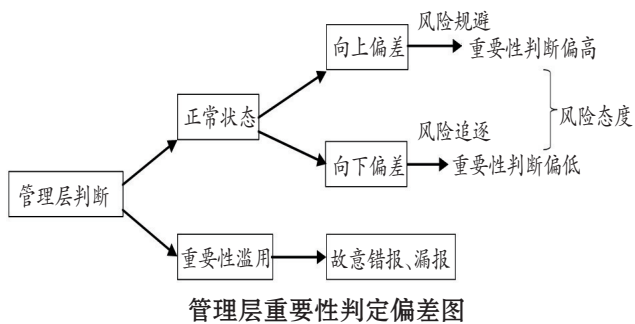 风险规避
向上偏差
重要性判断偏高
正常状态
风险态度
风险追逐
向下偏差
重要性判断偏低
管理层判断
重要性滥用
故意错报、漏报
管理层重要性判定偏差图